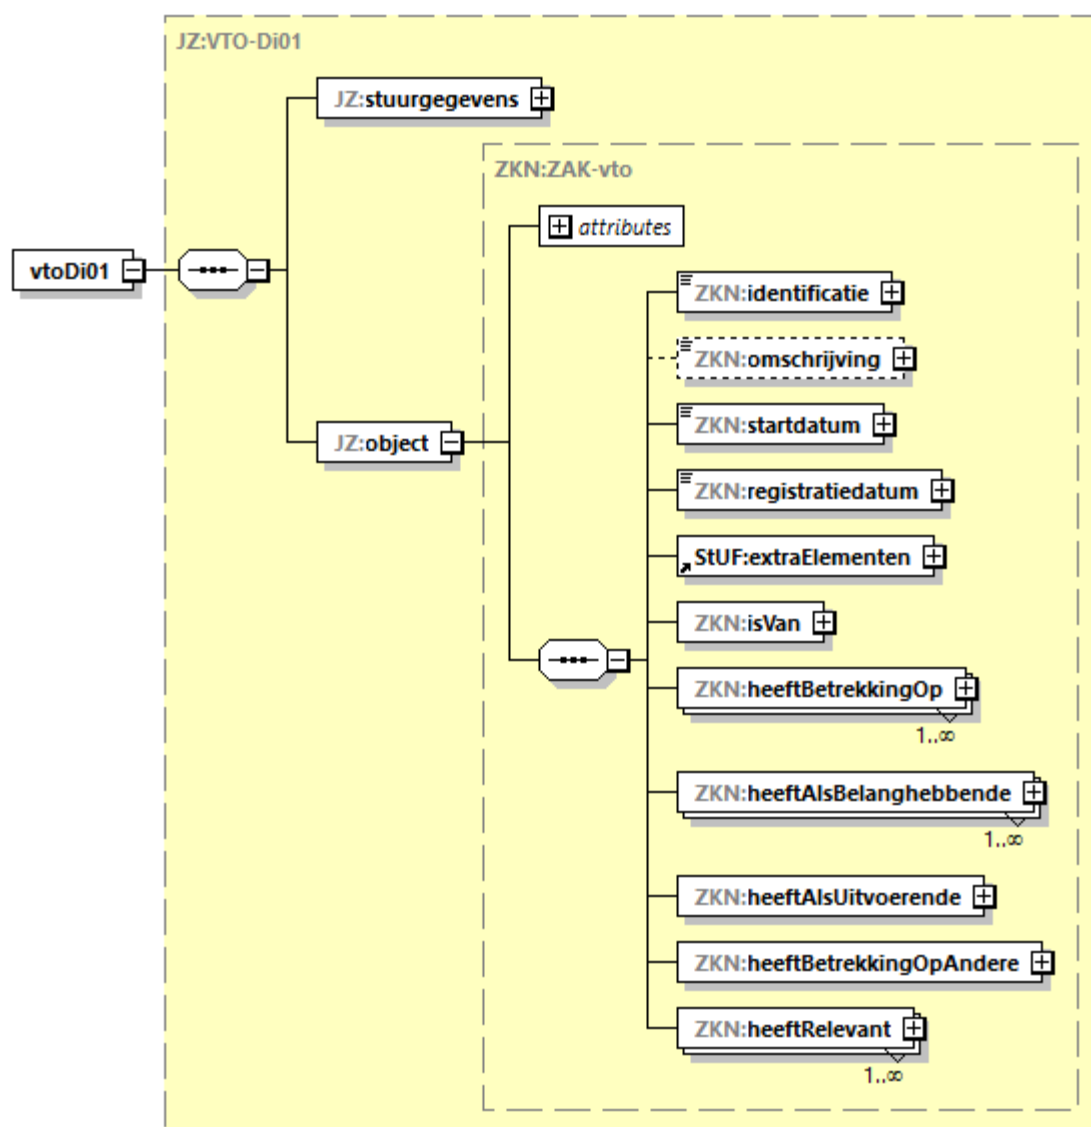 JZ:VTO-Di01
JZ:stuurgegevens
ZKN:ZAK-vto
attributes
vtoDi01
ZKN:identificatie
ZKN:omschrijving
ZKN:startdatum
JZ:object
ZKN:registratiedatum
StUF:extraElementen
ZKN:isVan
ZKN:heeftBetrekkingOp
1..∞
ZKN:heeftAlsBelanghebbende
1..∞
ZKN:heeftAlsUitvoerende
ZKN:heeftBetrekkingOpAndere
ZKN:heeftRelevant
1..∞